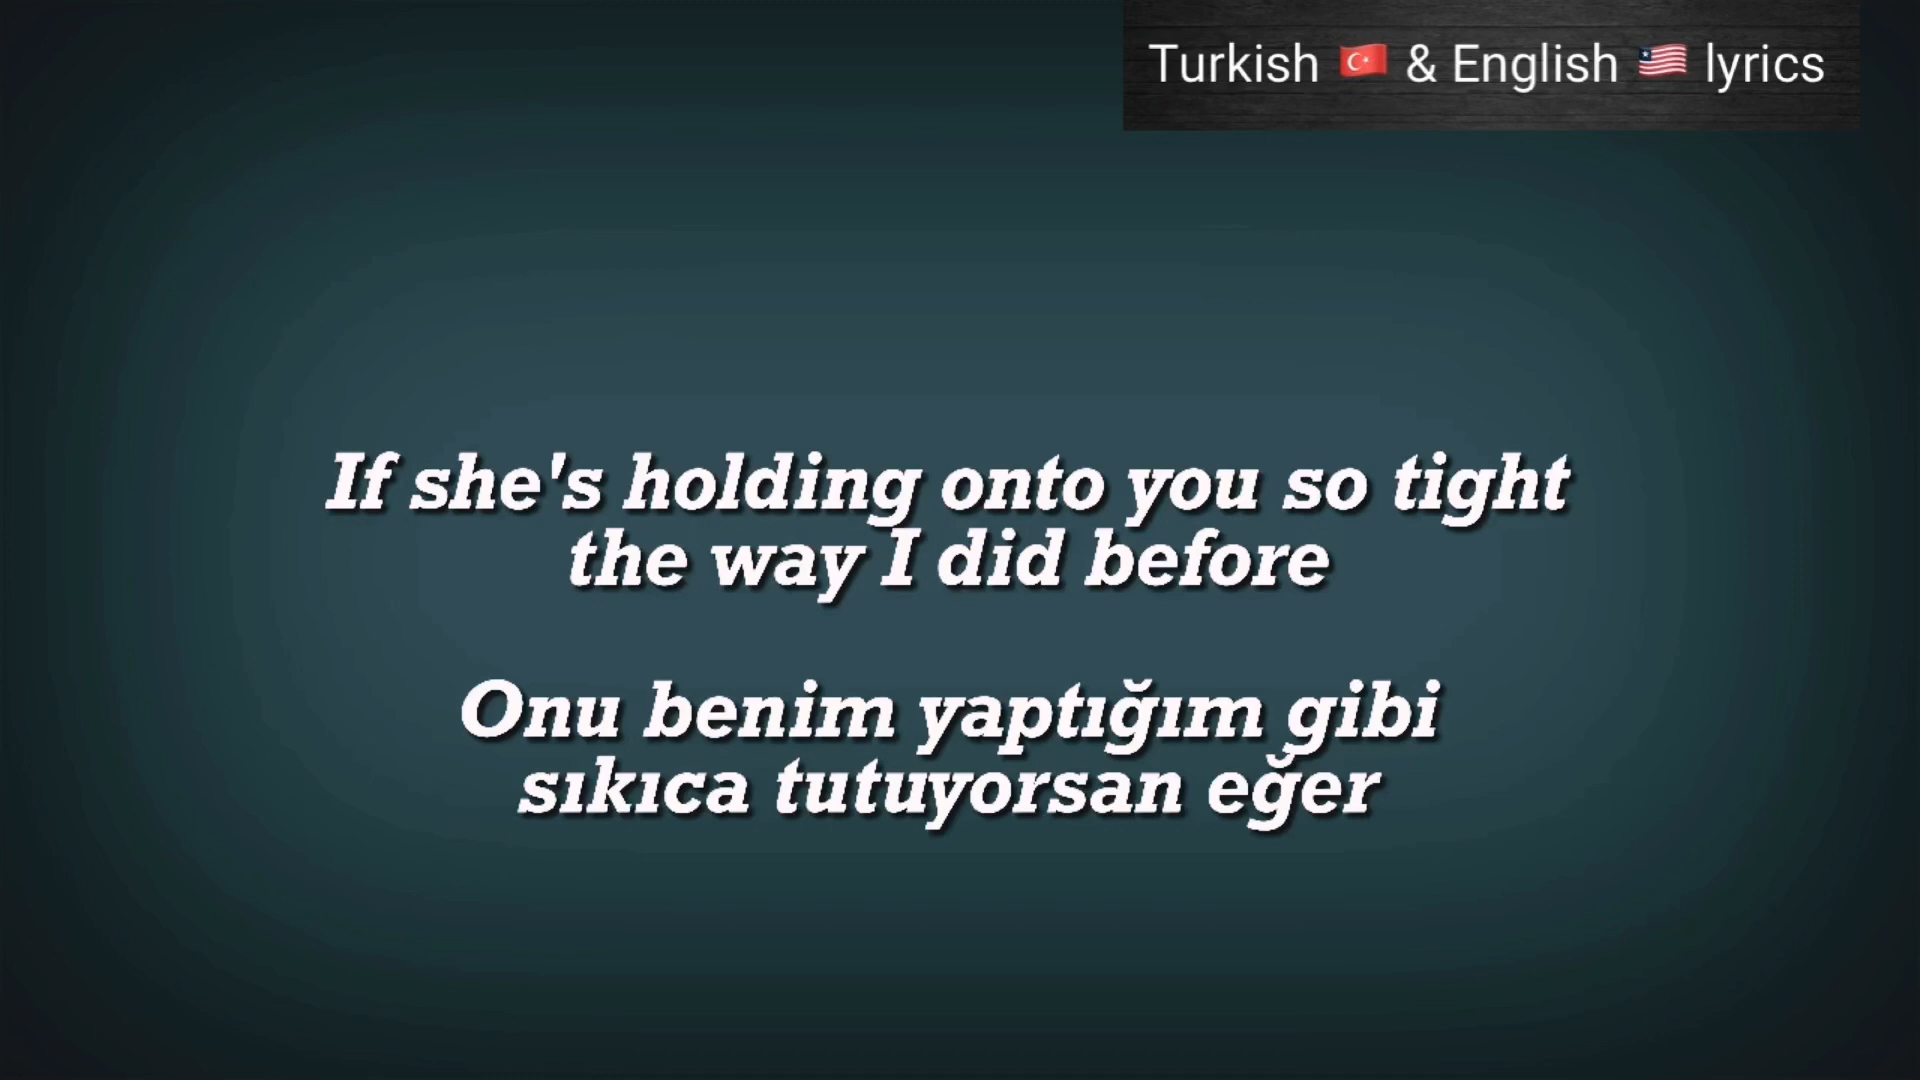 Turkish 🇹🇷 & English 🇱🇷 lyrics
If she's holding onto you so tight
the way I did before
Onu benim yaptığım gibi
sıkıca tutuyorsan eğer